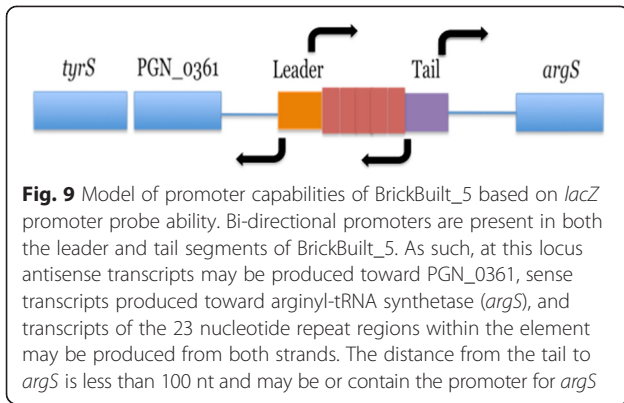 tyrS PGN_0361 Leader Tail argS
Fig. 9 Model of promoter capabilities of BrickBuilt_5 based on lacZ
promoter probe ability. Bi-directional promoters are present in both
the leader and tail segments of BrickBuilt_5. As such, at this locus
antisense transcripts may be produced toward PGN_0361, sense
transcripts produced toward arginyl-tRNA synthetase (argS), and
transcripts of the 23 nucleotide repeat regions within the element
may be produced from both strands. The distance from the tail to
argS is less than 100 nt and may be or contain the promoter for argS